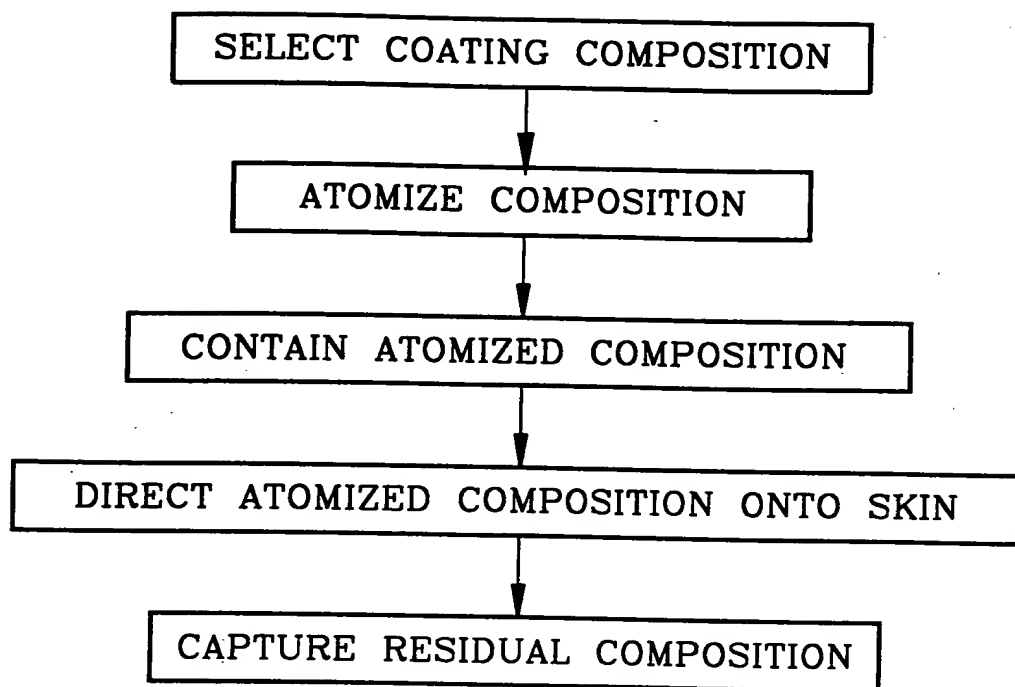 SELECT COATING COMPOSITION
ATOMIZE COMPOSITION
CONTAIN ATOMIZED COMPOSITION
DIRECT ATOMIZED COMPOSITION ONTO SKIN
CAPTURE RESIDUAL COMPOSITION